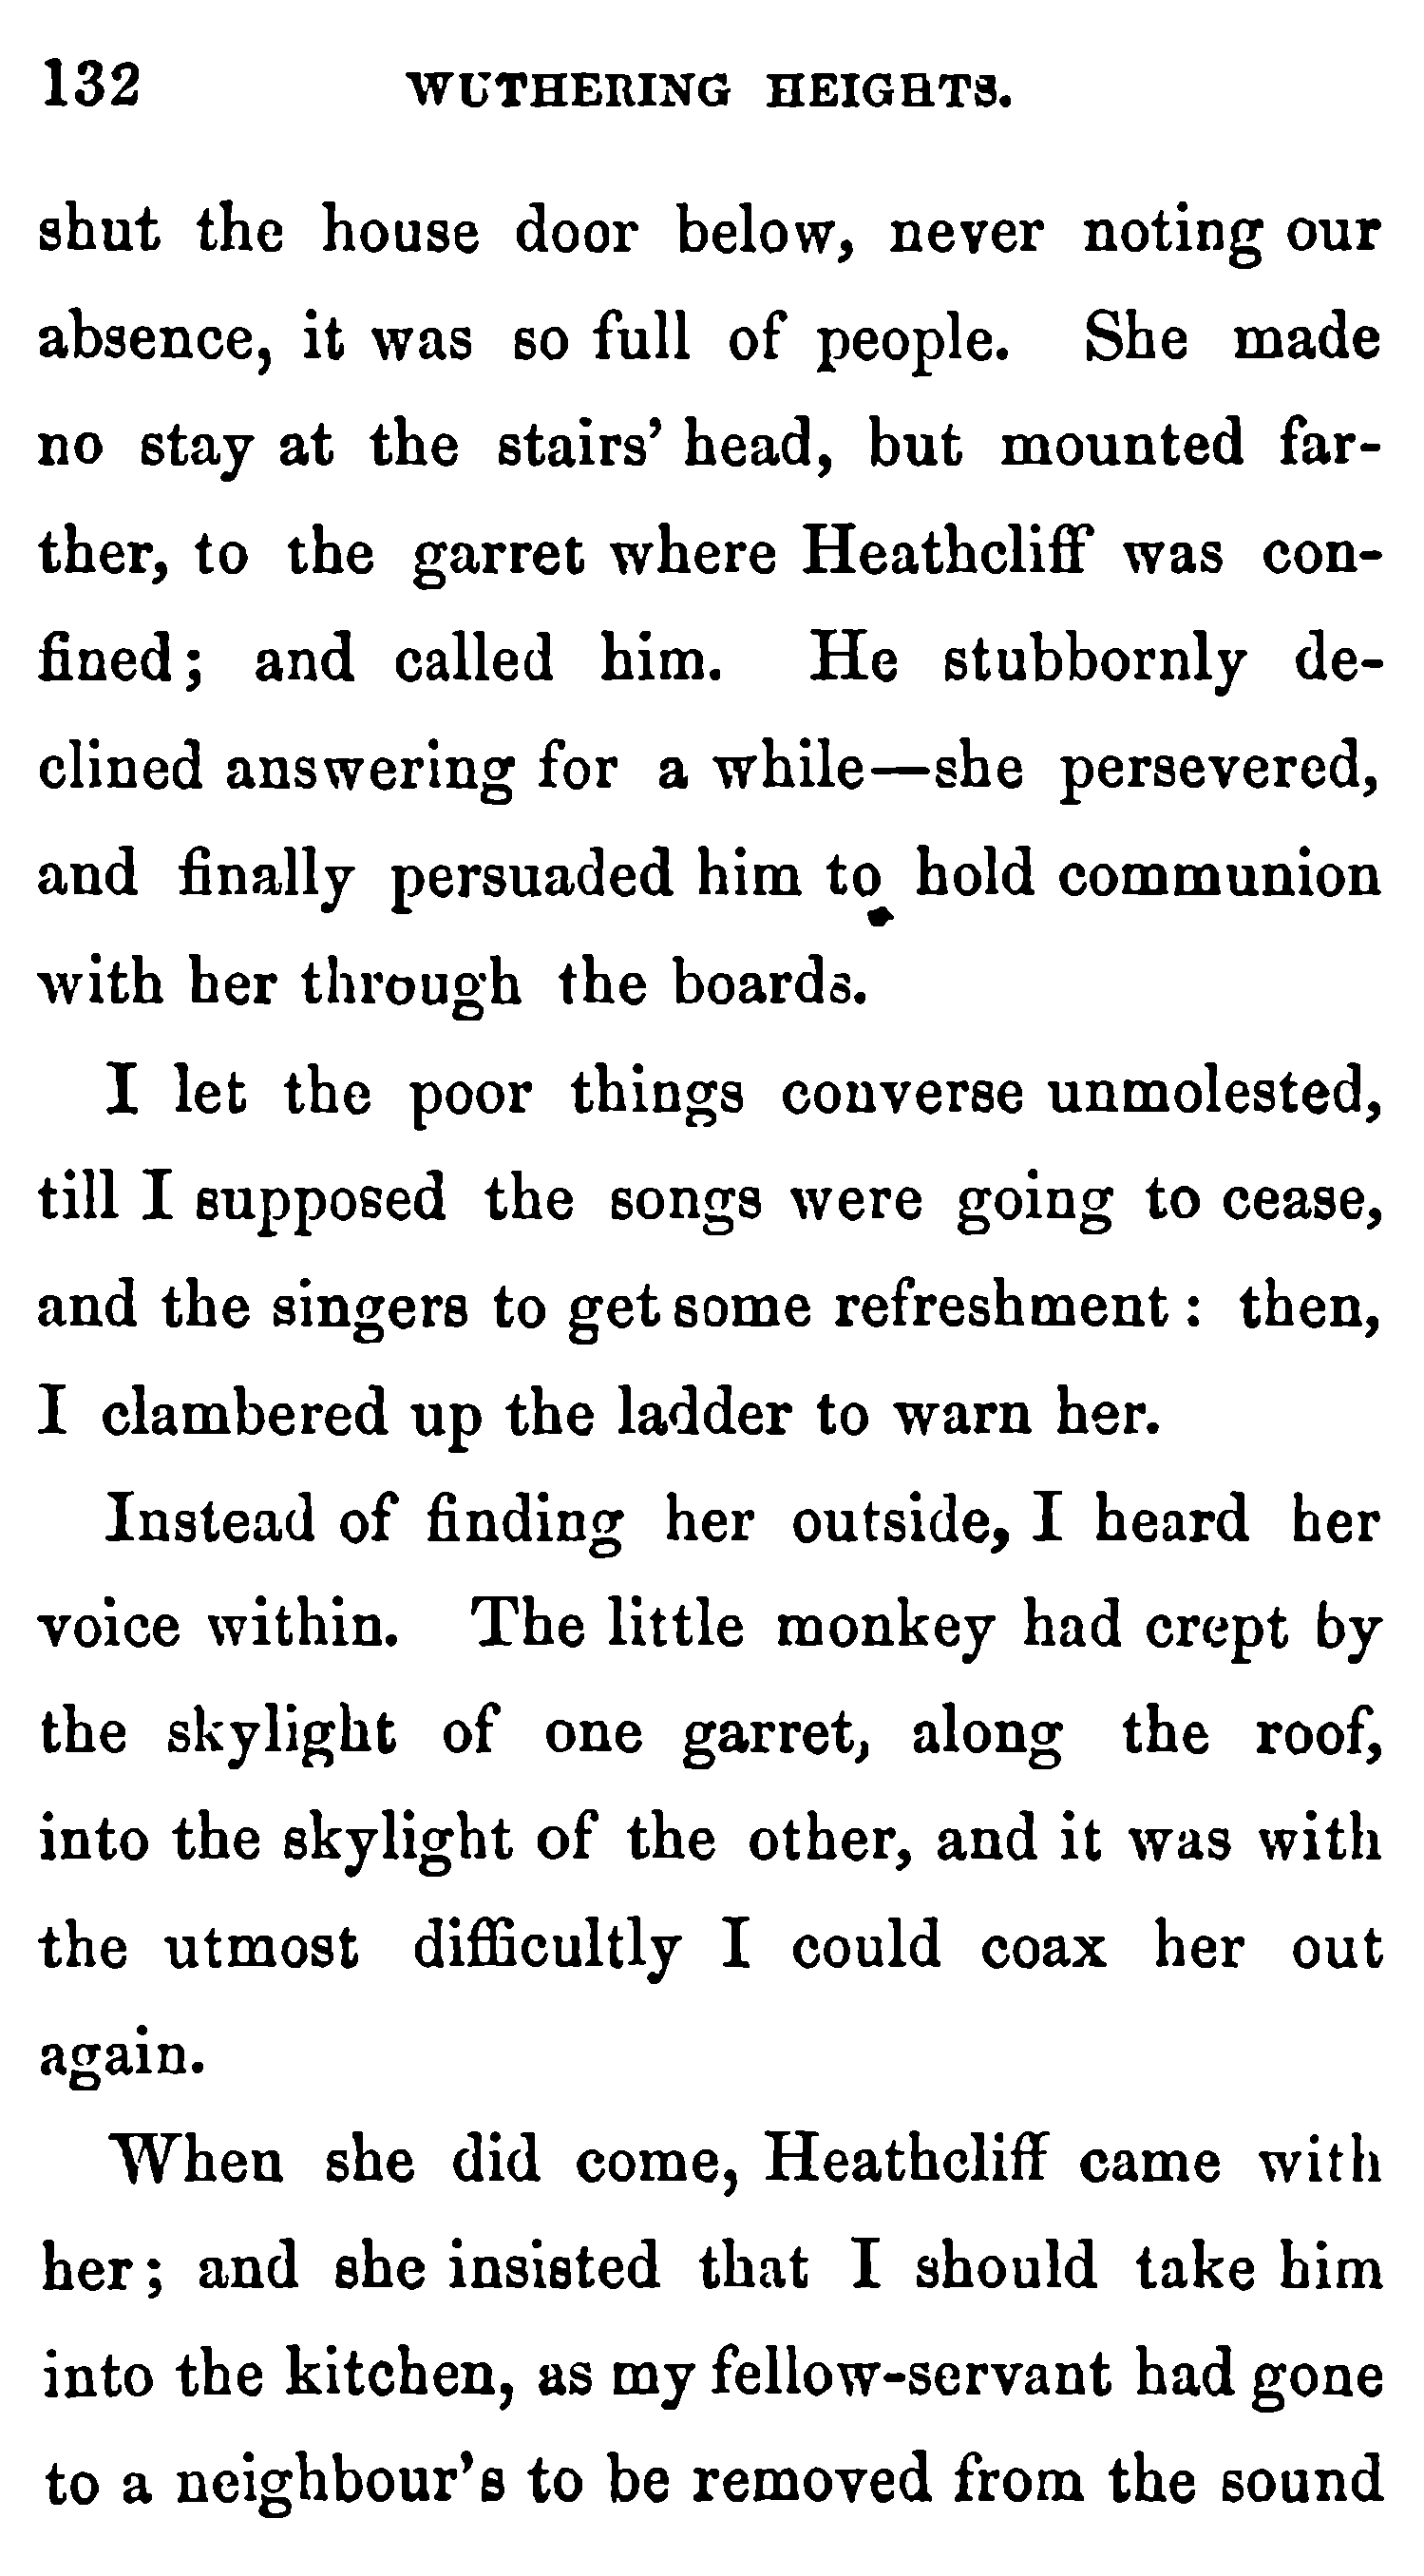 132 WUTHERING HEIGHTS.
shut the house door below, never noting our
absence, it was so full of people. She made
no stay at the stairs' head, but mounted far-
ther, to the garret where Heathcliff was con-
fined; and called him. He stubbornly de-
clined answering for a while—she persevered,
and finally persuaded him to hold communion
with her through the boards.
I let the poor things converse unmolested,
till I supposed the songs were going to cease,
and the singers to get some refreshment: then,
I clambered up the ladder to warn her.
Instead of finding her outside, I heard her
voice within. The little monkey had crept by
the skylight of one garret, along the roof,
into the skylight of the other, and it was with
the utmost difficultly I could coax her out
again.
When she did come, Heathcliff came with
her; and she insisted that I should take him
into the kitchen, as my fellow-servant had gone
to a neighbour's to be removed from the sound